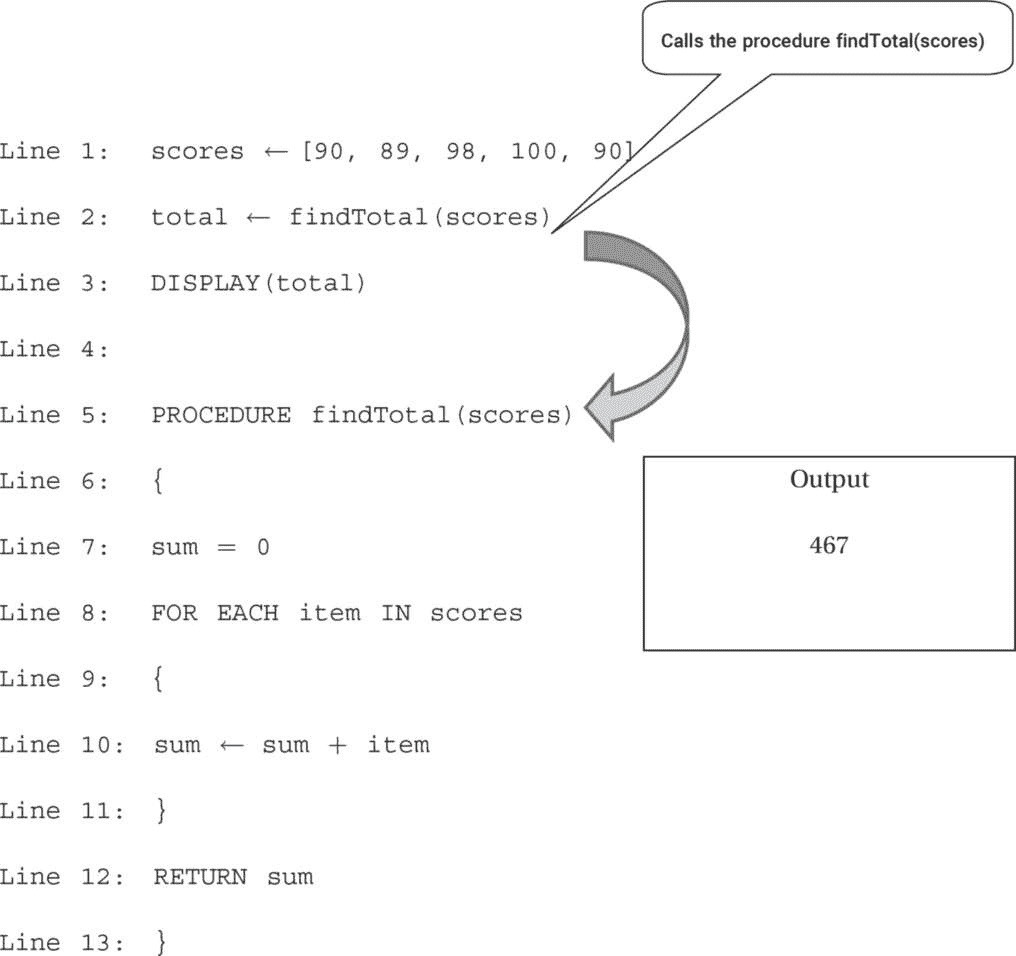 Calls the procedure findTotal(scores)
Line 1: scores ← [90, 89, 98, 100, 90]
Line 2: total ← findTotal(scores)
Line 3: DISPLAY(total)
Line 4:
Line 5: PROCEDURE findTotal(scores)
Line 6: {
Line 7: sum = 0
Line 8: FOR EACH item IN scores
Line 9: {
Line 10: sum ← sum + item
Line 11: }
Line 12: RETURN sum
Line 13: }
Output
467